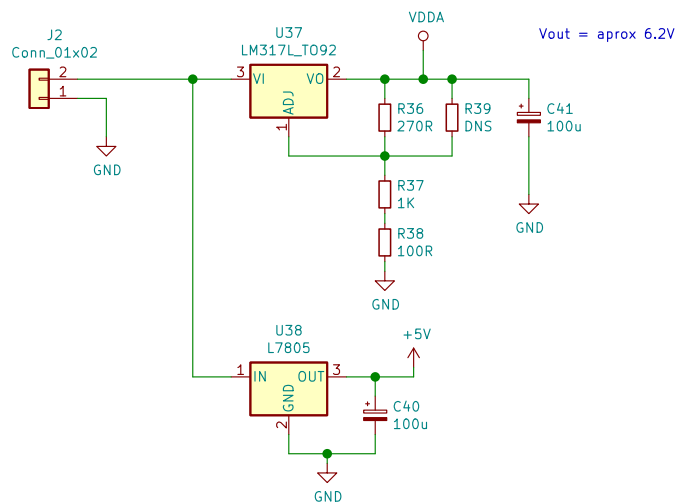 VDDA
Vout = aprox 6.2V
J2
Conn_01x02
2
1
GND
U37
LM317L_TO92
3
VI
VO
2
ADJ
1
R36
270R
R39
DNS
C41
100u
R37
1K
R38
100R
GND
GND
U38
L7805
1
IN
OUT
3
GND
2
+5V
C40
100u
GND